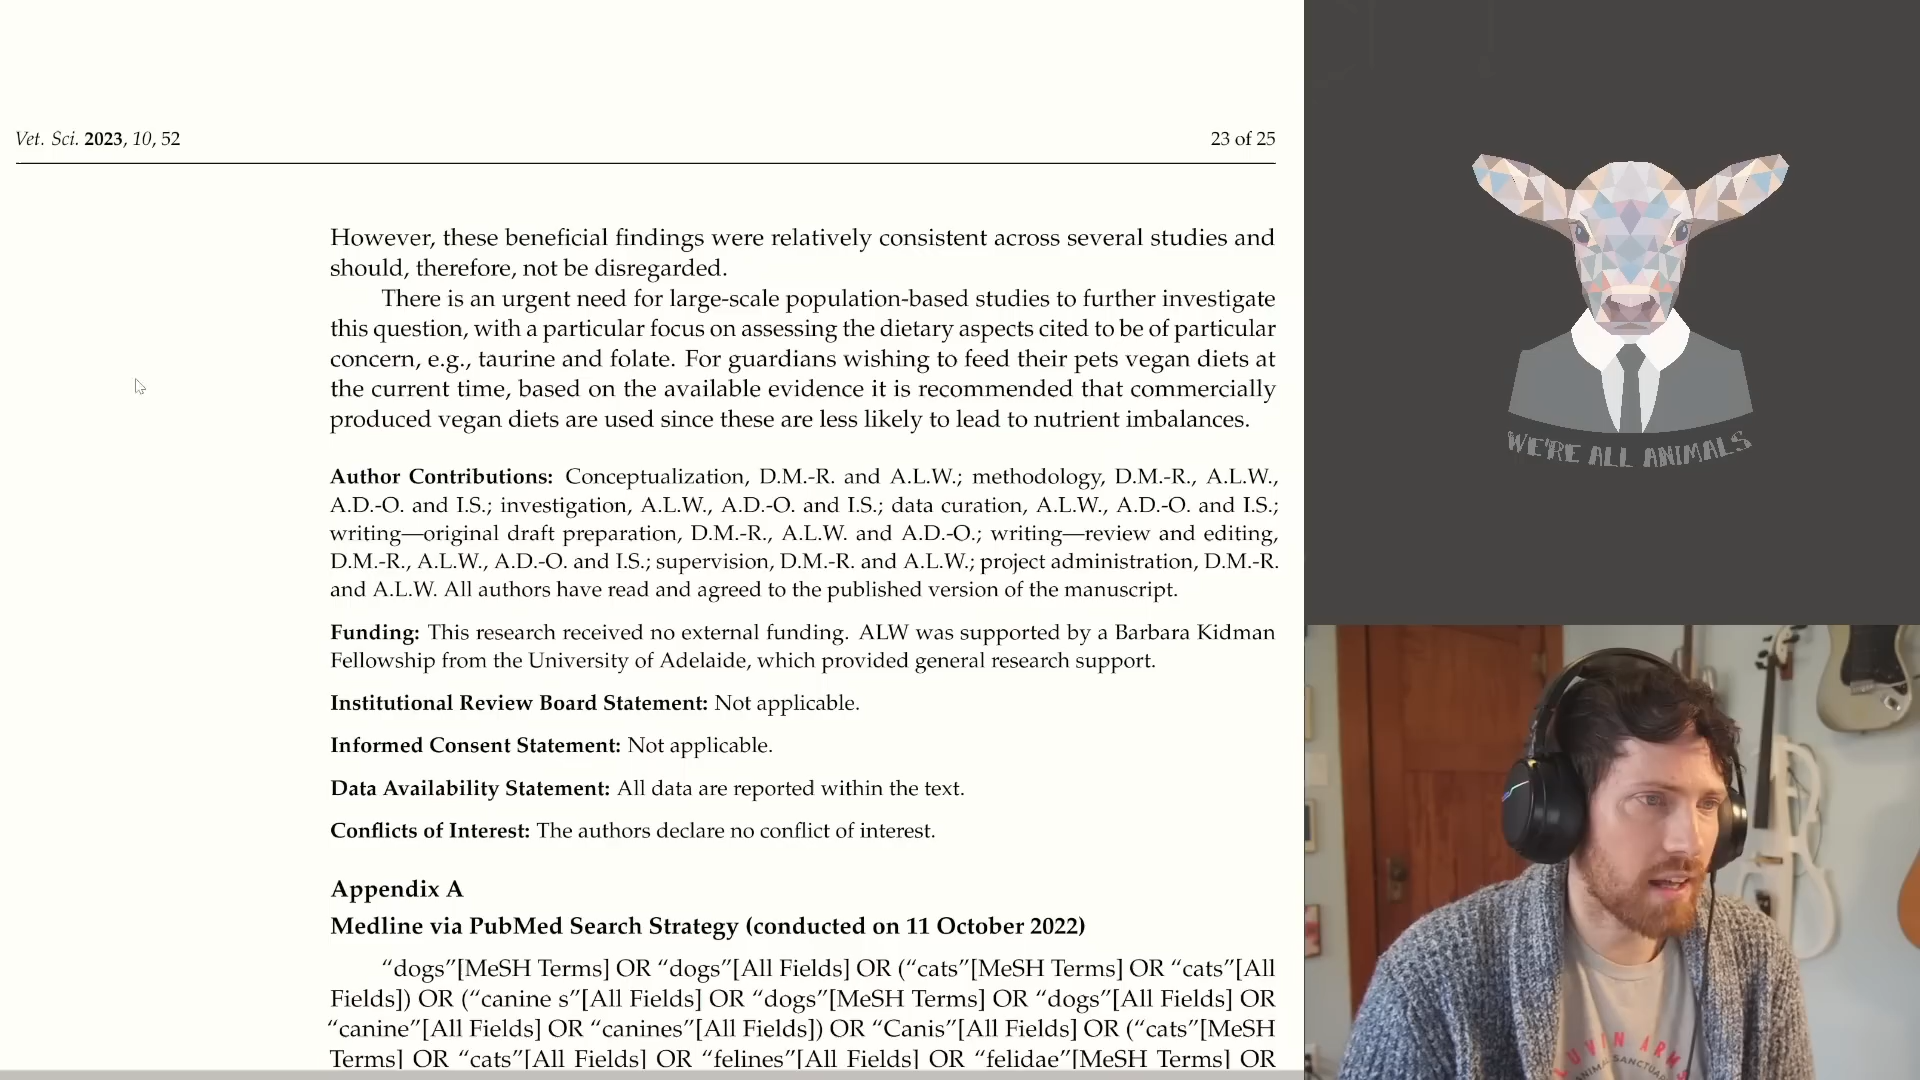 Vet. Sci. 2023, 10, 52
23 of 25
However, these beneficial findings were relatively consistent across several studies and
should, therefore, not be disregarded.
There is an urgent need for large-scale population-based studies to further investigate
this question, with a particular focus on assessing the dietary aspects cited to be of particular
concern, e.g., taurine and folate. For guardians wishing to feed their pets vegan diets at
the current time, based on the available evidence it is recommended that commercially
produced vegan diets are used since these are less likely to lead to nutrient imbalances.
Author Contributions: Conceptualization, D.M.-R. and A.L.W.; methodology, D.M.-R., A.L.W.,
A.D.-O. and I.S.; investigation, A.L.W., A.D.-O. and I.S.; data curation, A.L.W., A.D.-O. and I.S.;
writing—original draft preparation, D.M.-R., A.L.W. and A.D.-O.; writing—review and editing,
D.M.-R., A.L.W., A.D.-O. and I.S.; supervision, D.M.-R. and A.L.W.; project administration, D.M.-R.
and A.L.W. All authors have read and agreed to the published version of the manuscript.
Funding: This research received no external funding. ALW was supported by a Barbara Kidman
Fellowship from the University of Adelaide, which provided general research support.
Institutional Review Board Statement: Not applicable.
Informed Consent Statement: Not applicable.
Data Availability Statement: All data are reported within the text.
Conflicts of Interest: The authors declare no conflict of interest.
Appendix A
Medline via PubMed Search Strategy (conducted on 11 October 2022)
“dogs”[MeSH Terms] OR “dogs”[All Fields] OR (“cats”[MeSH Terms] OR “cats”[All
Fields]) OR (“canine s”[All Fields] OR “dogs”[MeSH Terms] OR “dogs”[All Fields] OR
“canine”[All Fields] OR “canines”[All Fields]) OR “Canis”[All Fields] OR (“cats”[MeSH
Terms] OR “cats”[All Fields] OR “felines”[All Fields] OR “felidae”[MeSH Terms] OR
WE'RE ALL ANIMALS